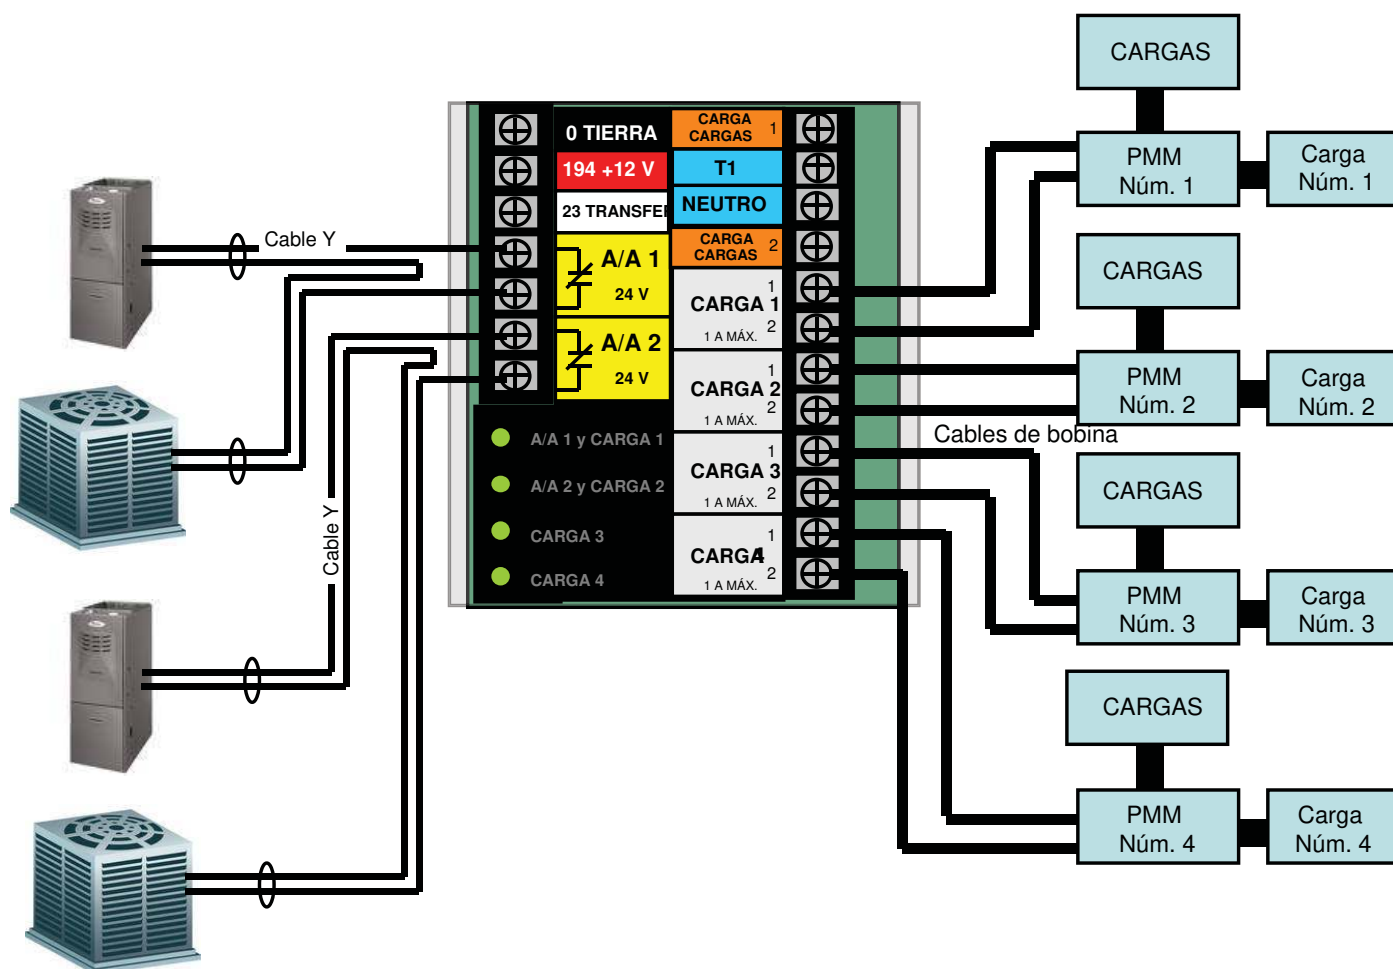 CARGAS
PMM
Núm. 1
Carga
Núm. 1
CARGAS
PMM
Núm. 2
Carga
Núm. 2
Cables de bobina
CARGAS
PMM
Núm. 3
Carga
Núm. 3
CARGAS
PMM
Núm. 4
Carga
Núm. 4
Cable Y
Cable Y
0 TIERRA
194 +12 V
23 TRANSFER
A/A 1
24 V
A/A 2
24 V
A/A 1 y CARGA 1
A/A 2 y CARGA 2
CARGA 3
CARGA 4
CARGA
CARGAS 1
T1
NEUTRO
CARGA
CARGAS 2
1
CARGA 1
1 A MÁX. 2
1
CARGA 2
1 A MÁX. 2
1
CARGA 3
1 A MÁX. 2
1
CARGA 4
1 A MÁX. 2